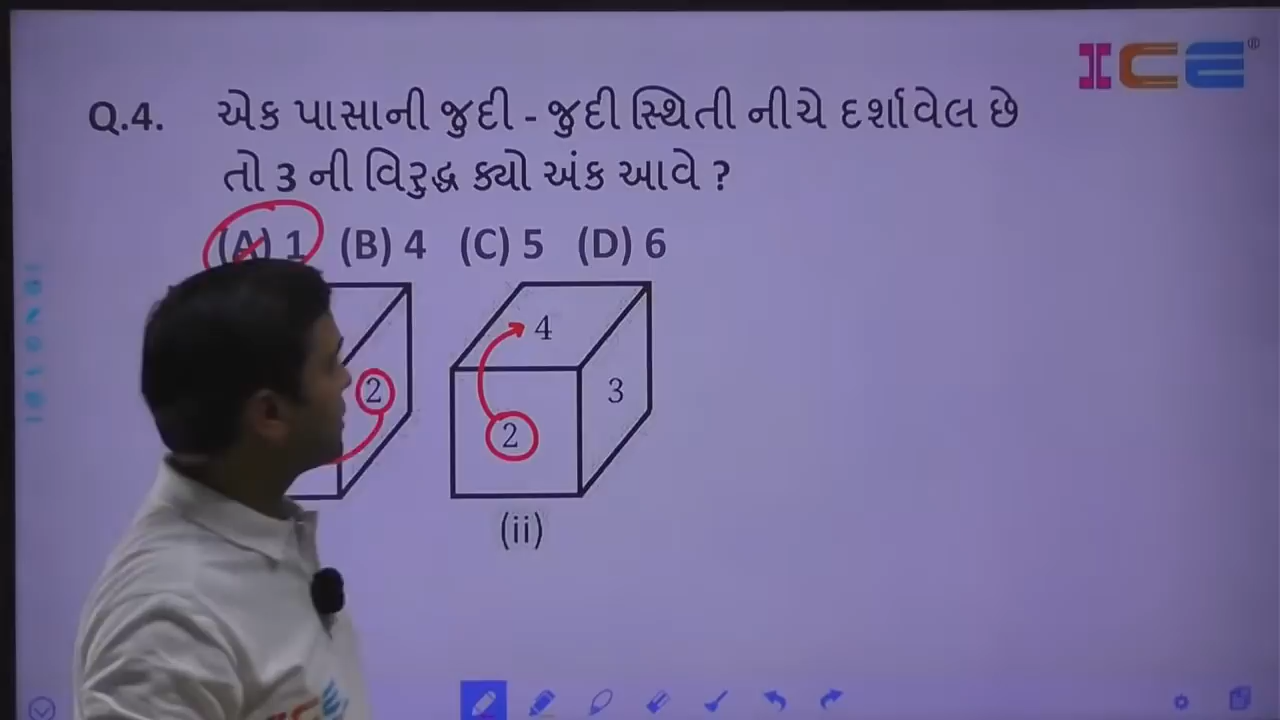 ICE®
Q.4. એક પાસાની જુદી - જુદી સ્થિતી નીચે દર્શાવેલ છે
તો 3 ની વિરુદ્ધ ક્યો અંક આવે ?
(A) 1 (B) 4 (C) 5 (D) 6
2
4
2
3
(ii)